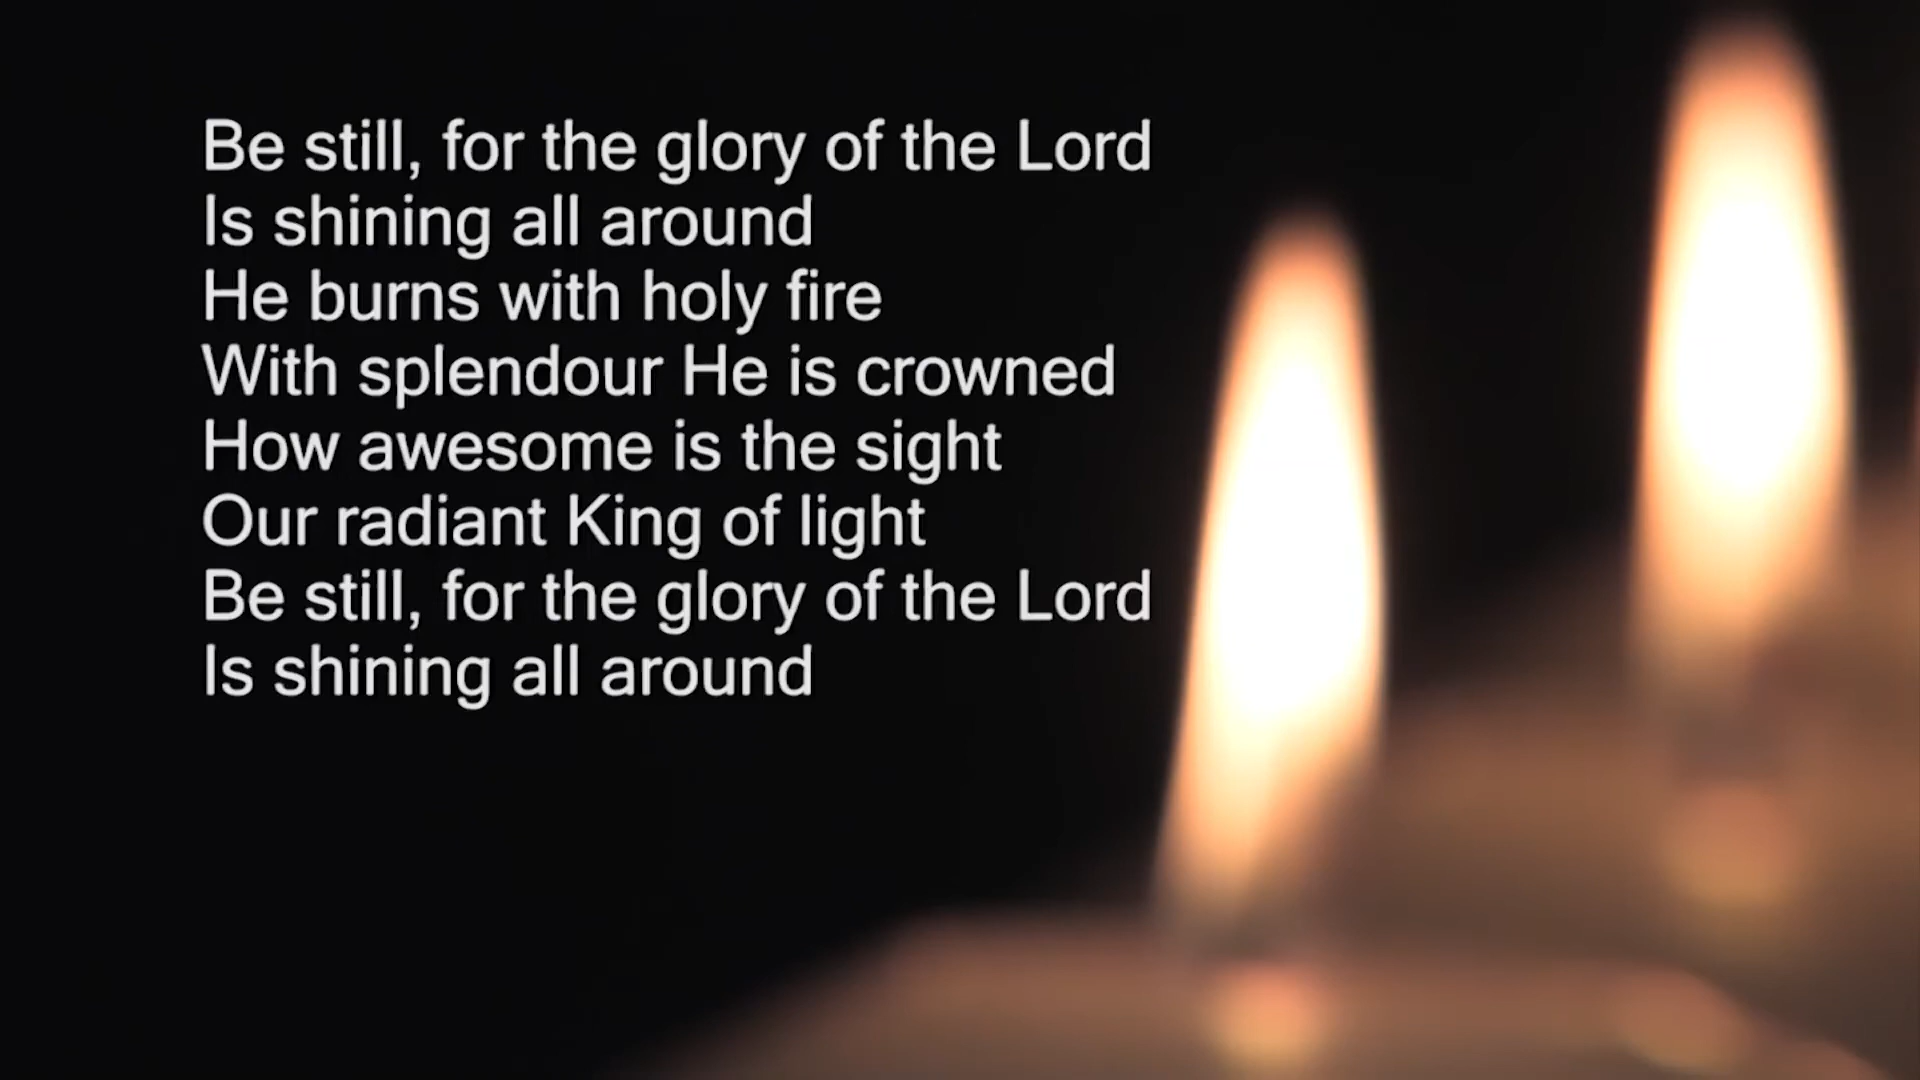 Be still, for the glory of the Lord
Is shining all around
He burns with holy fire
With splendour He is crowned
How awesome is the sight
Our radiant King of light
Be still, for the glory of the Lord
Is shining all around